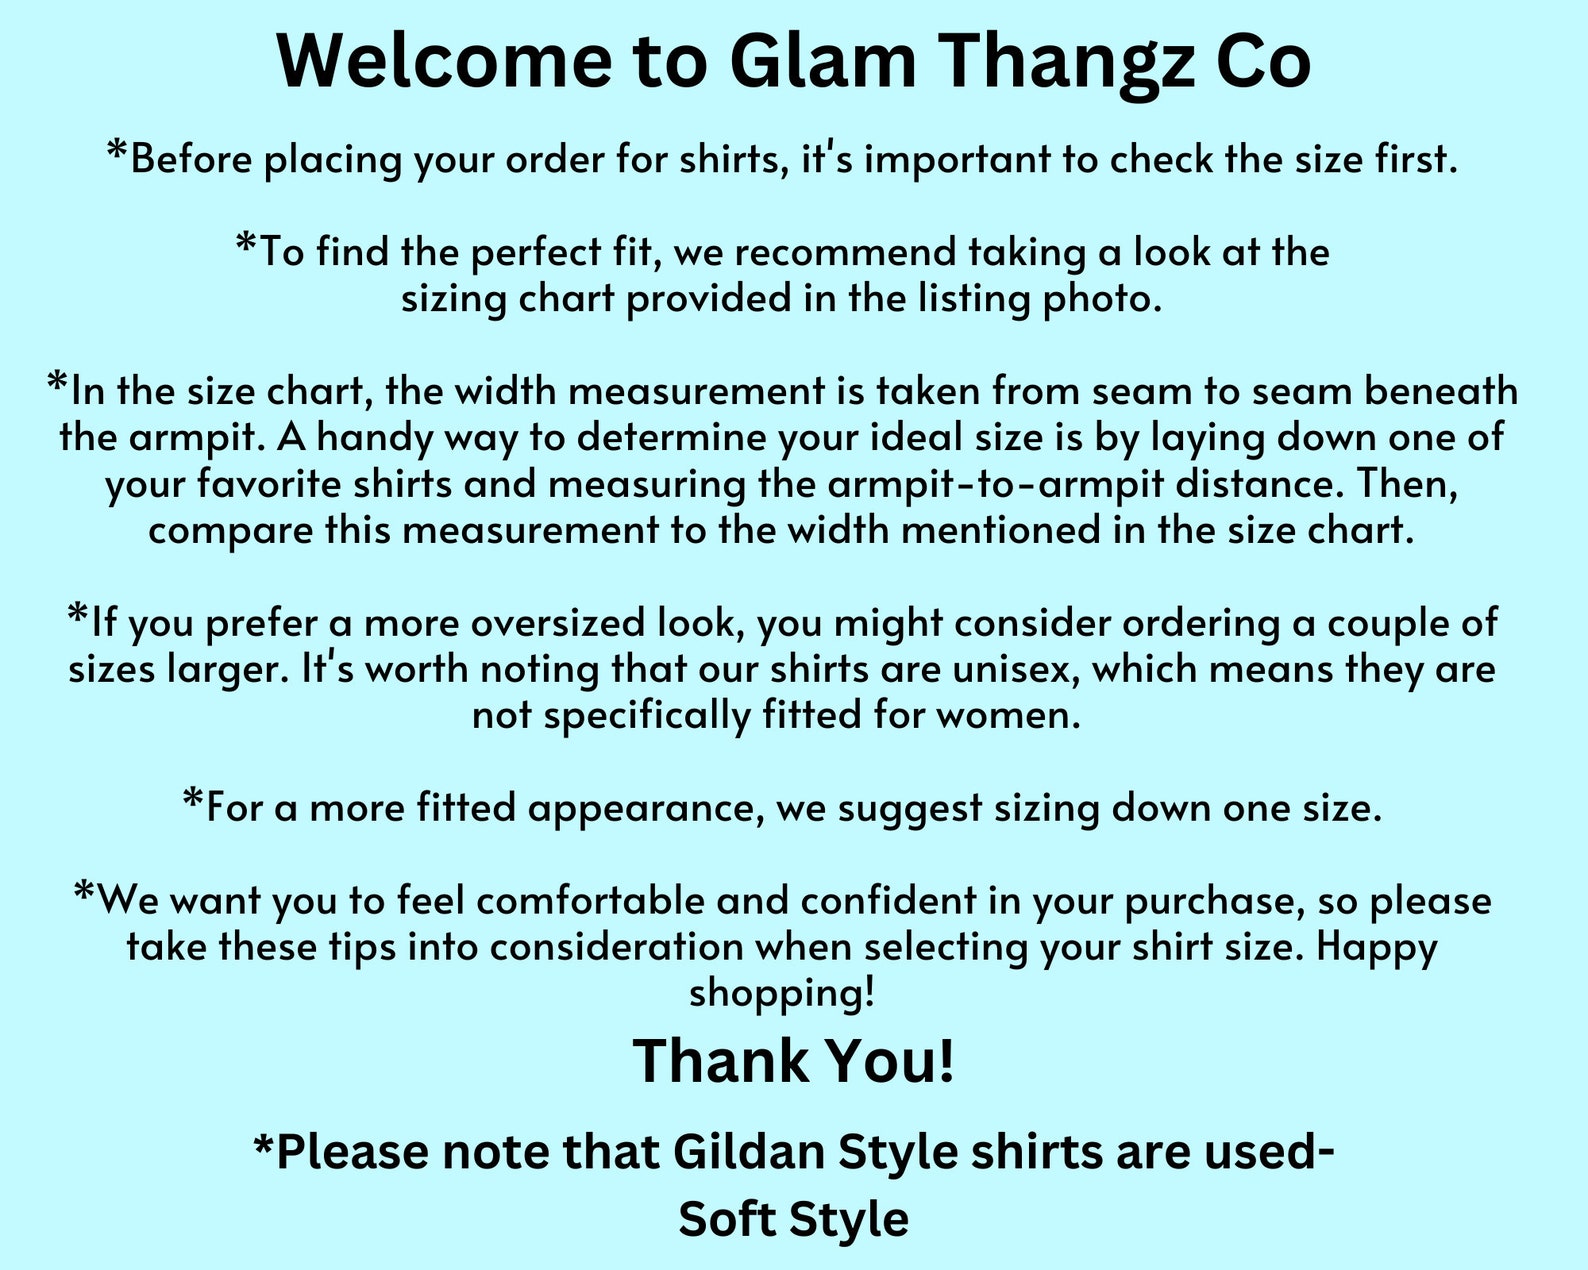 Welcome to Glam Thangz Co
*Before placing your order for shirts, it's important to check the size first.
*To find the perfect fit, we recommend taking a look at the
sizing chart provided in the listing photo.
*In the size chart, the width measurement is taken from seam to seam beneath
the armpit. A handy way to determine your ideal size is by laying down one of
your favorite shirts and measuring the armpit-to-armpit distance. Then,
compare this measurement to the width mentioned in the size chart.
*If you prefer a more oversized look, you might consider ordering a couple of
sizes larger. It's worth noting that our shirts are unisex, which means they are
not specifically fitted for women.
*For a more fitted appearance, we suggest sizing down one size.
*We want you to feel comfortable and confident in your purchase, so please
take these tips into consideration when selecting your shirt size. Happy
shopping!
Thank You!
*Please note that Gildan Style shirts are used-
Soft Style